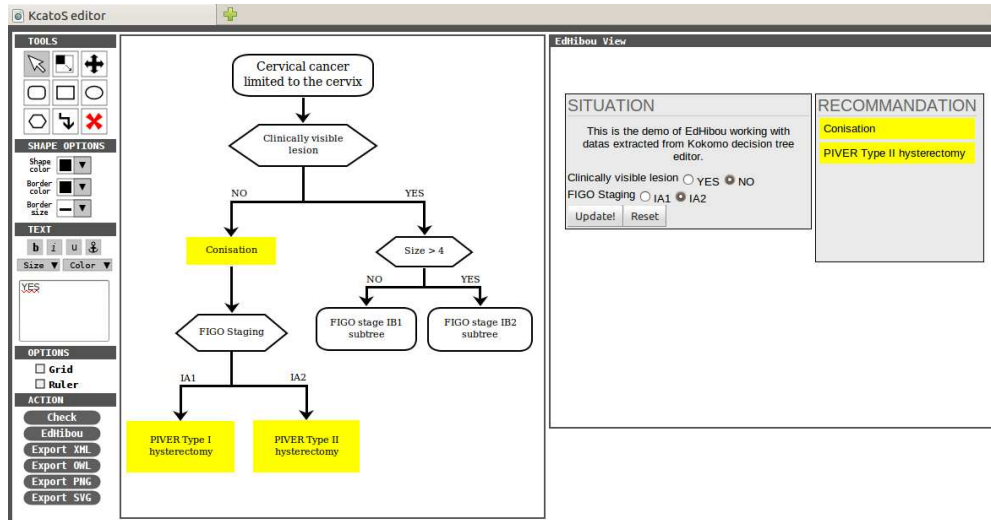 KcatoS editor
TOOLS
SHAPE OPTIONS
Shape
color
Border
color
Border
size
TEXT
b i u
Size ▼ Color ▼
YES
OPTIONS
Grid
Ruler
ACTION
Check
EdHibou
Export XML
Export OWL
Export PNG
Export SVG
Cervical cancer
limited to the cervix
Clinically visible
lesion
NO YES
Conisation
Size > 4
NO YES
FIGO Staging
FIGO stage IB1
subtree
FIGO stage IB2
subtree
IA1 IA2
PIVER Type I
hysterectomy
PIVER Type II
hysterectomy
EdHibou View
SITUATION
This is the demo of EdHibou working with
datas extracted from Kokomo decision tree
editor.
Clinically visible lesion YES NO
FIGO Staging IA1 IA2
Update! Reset
RECOMMANDATION
Conisation
PIVER Type II hysterectomy